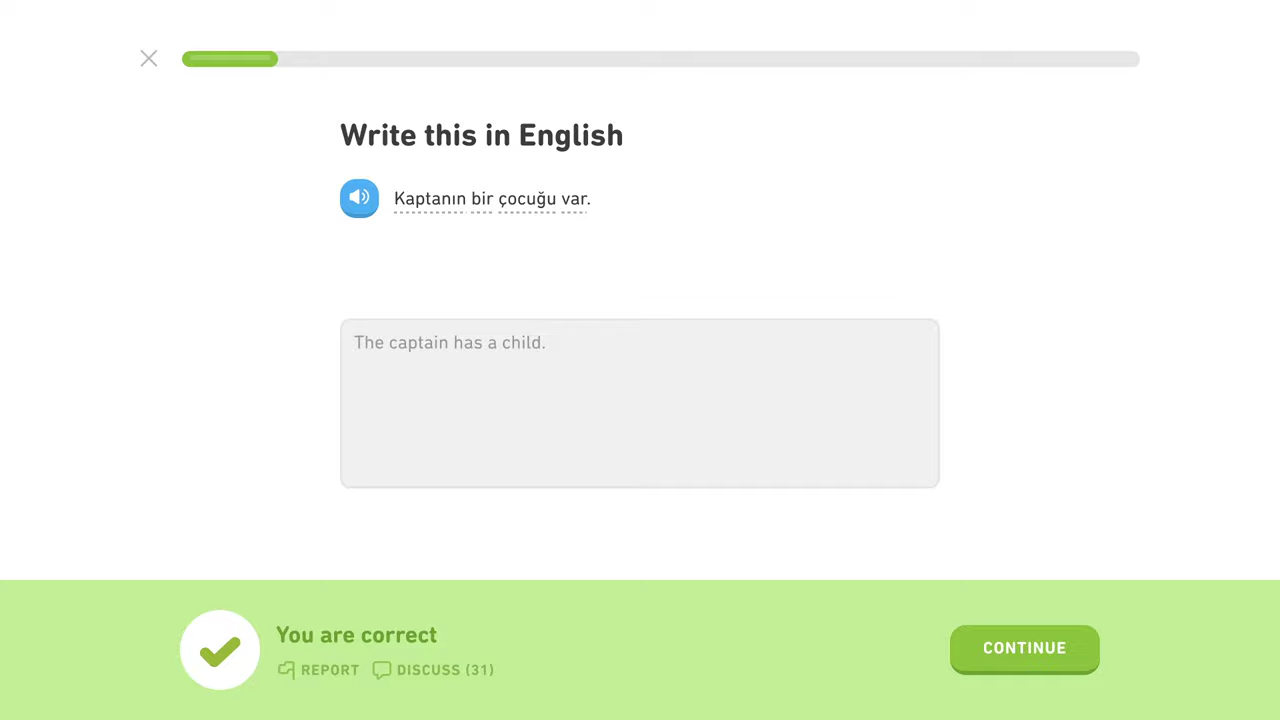 Write this in English
Kaptanın bir çocuğu var.
The captain has a child.
You are correct
REPORT DISCUSS (31)
CONTINUE